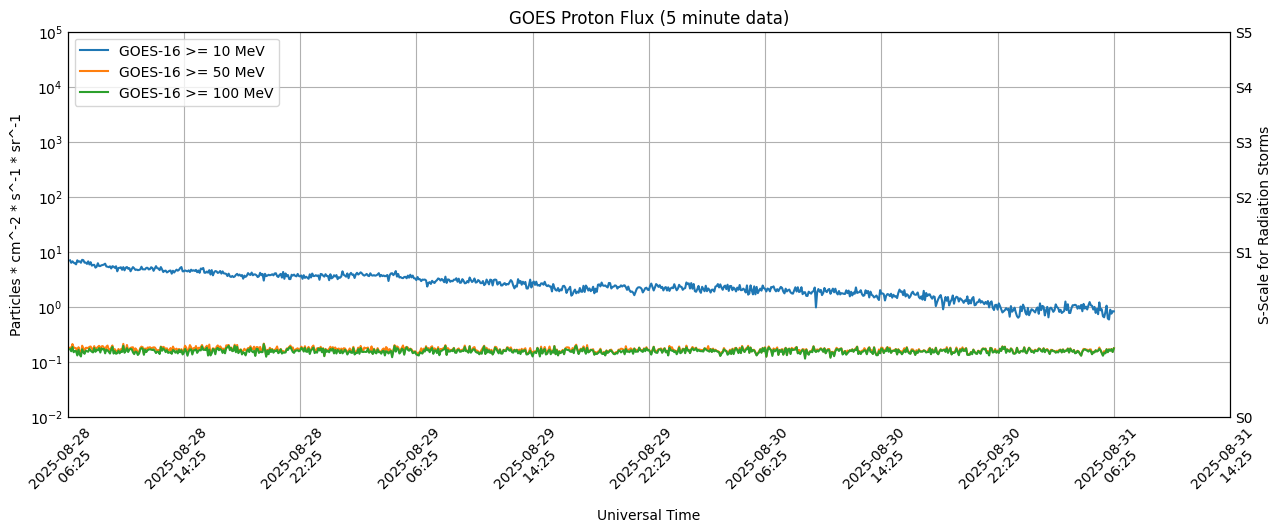 GOES Proton Flux (5 minute data)
GOES-16 >= 10 MeV
GOES-16 >= 50 MeV
GOES-16 >= 100 MeV
10^5
10^4
10^3
10^2
10^1
10^0
10^-1
10^-2
Particles * cm^-2 * s^-1 * sr^-1
S5
S4
S3
S2
S1
S0
S-Scale for Radiation Storms
2025-08-28
06:25
2025-08-28
14:25
2025-08-28
22:25
2025-08-29
06:25
2025-08-29
14:25
2025-08-29
22:25
2025-08-30
06:25
2025-08-30
14:25
2025-08-30
22:25
2025-08-31
06:25
2025-08-31
14:25
Universal Time